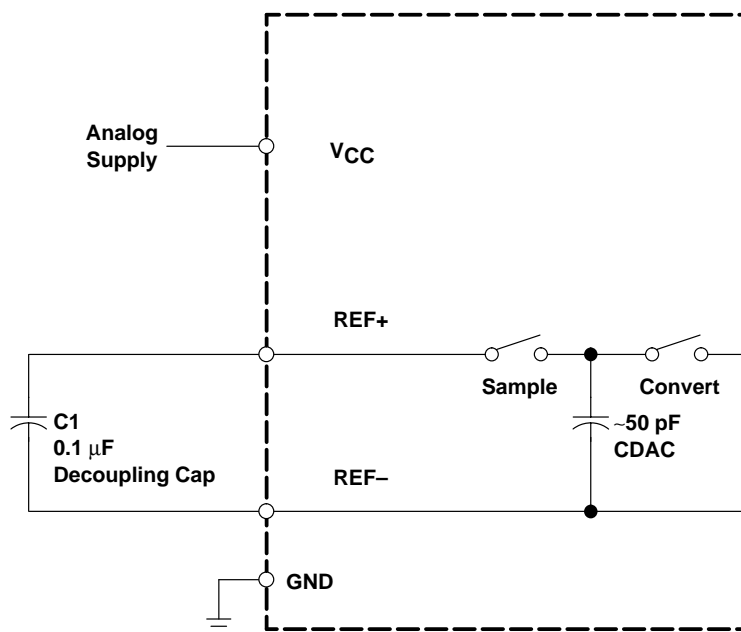 Analog
Supply
VCC
REF+
Sample
Convert
C1
0.1 μF
Decoupling Cap
~50 pF
CDAC
REF–
GND